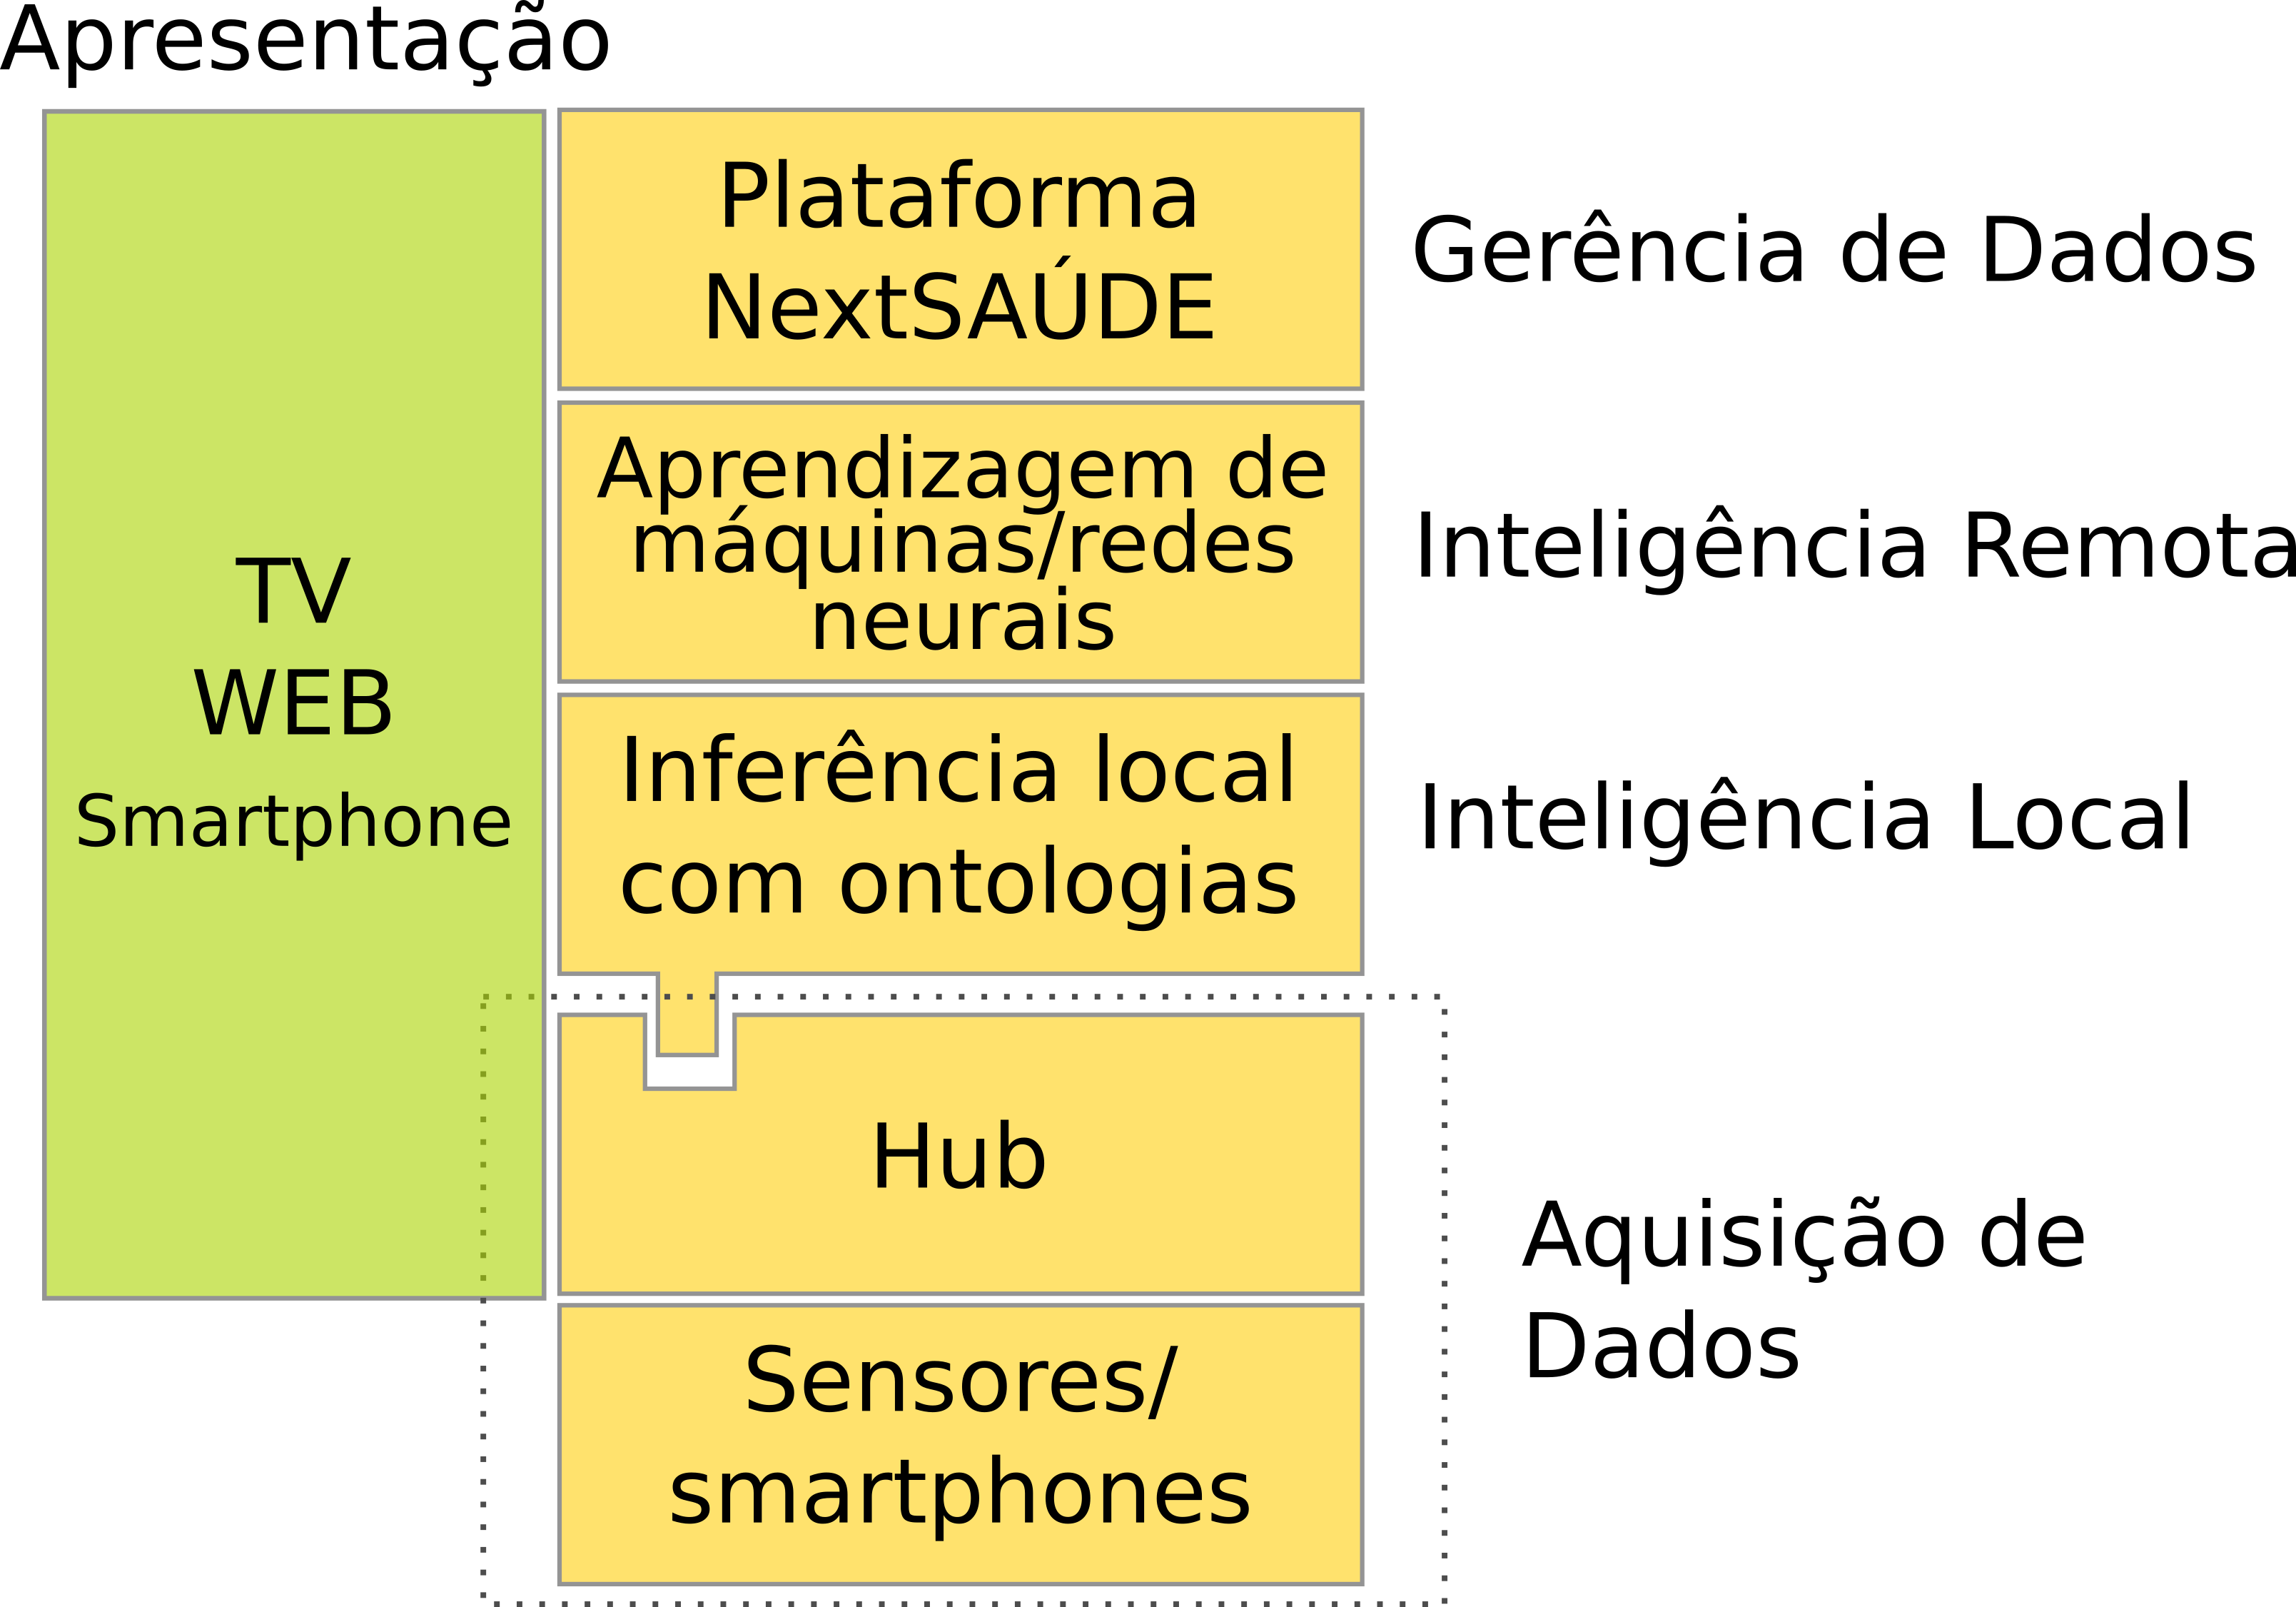 Apresentação
TV
WEB
Smartphone
Plataforma
NextSAÚDE
Gerência de Dados
Aprendizagem de
máquinas/redes
neurais
Inteligência Remota
Inferência local
com ontologias
Inteligência Local
Hub
Sensores/
smartphones
Aquisição de
Dados